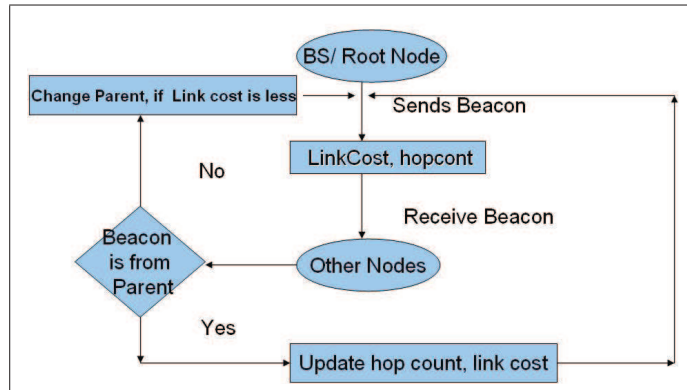 BS/ Root Node
Change Parent, if Link cost is less
Sends Beacon
LinkCost, hopcont
No
Receive Beacon
Beacon
is from
Parent
Other Nodes
Yes
Update hop count, link cost